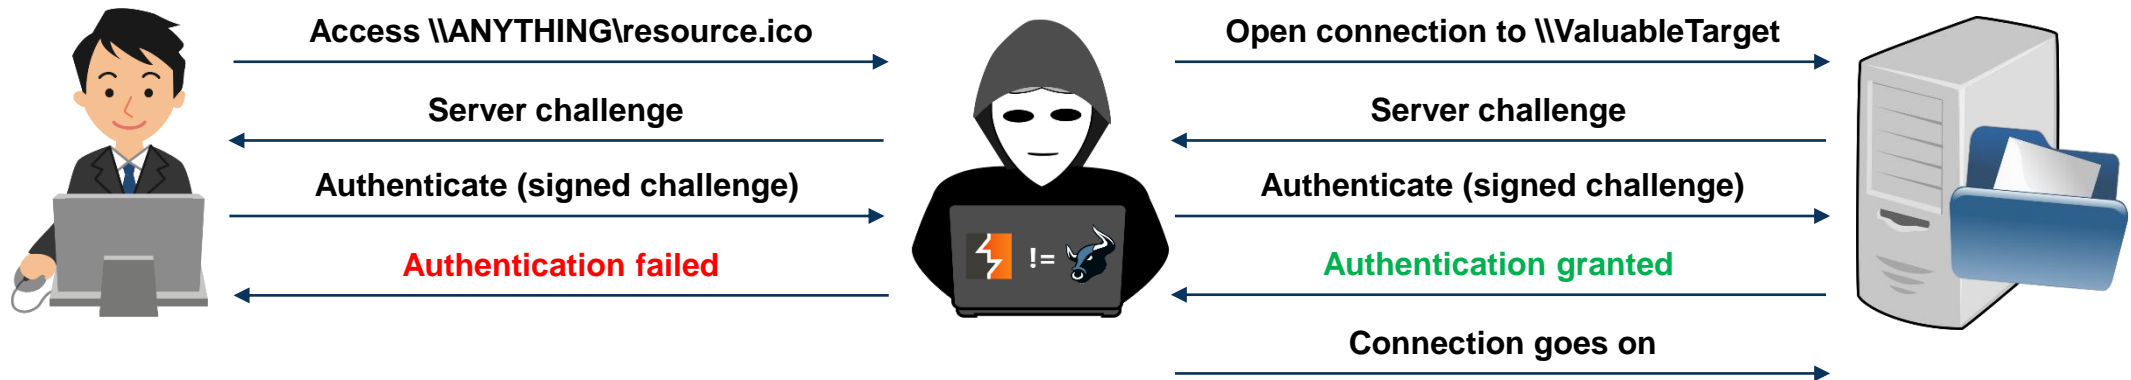 Access \\ANYTHING\resource.ico
Open connection to \\ValuableTarget
Server challenge
Server challenge
Authenticate (signed challenge)
Authenticate (signed challenge)
!=
Authentication failed
Authentication granted
Connection goes on